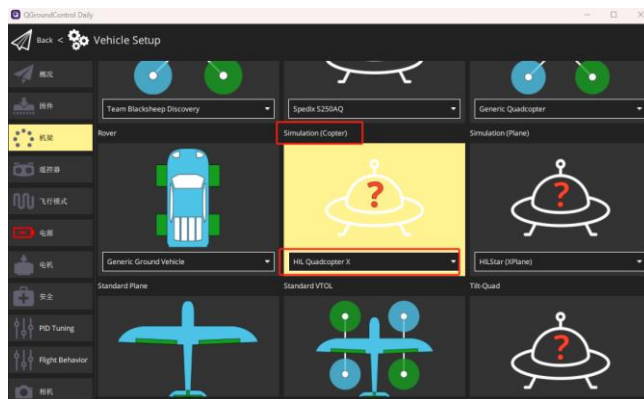 QGroundControl Daily
Back < Vehicle Setup
概况
固件
机架
遥控器
飞行模式
电源
电机
安全
PID Tuning
Flight Behavior
相机
Team Blacksheep Discovery
Spedix S250AQ
Generic Quadcopter
Rover
Simulation (Copter)
Simulation (Plane)
?
?
Generic Ground Vehicle
HIL Quadcopter X
HILStar (XPlane)
Standard Plane
Standard VTOL
Tilt-Quad
?